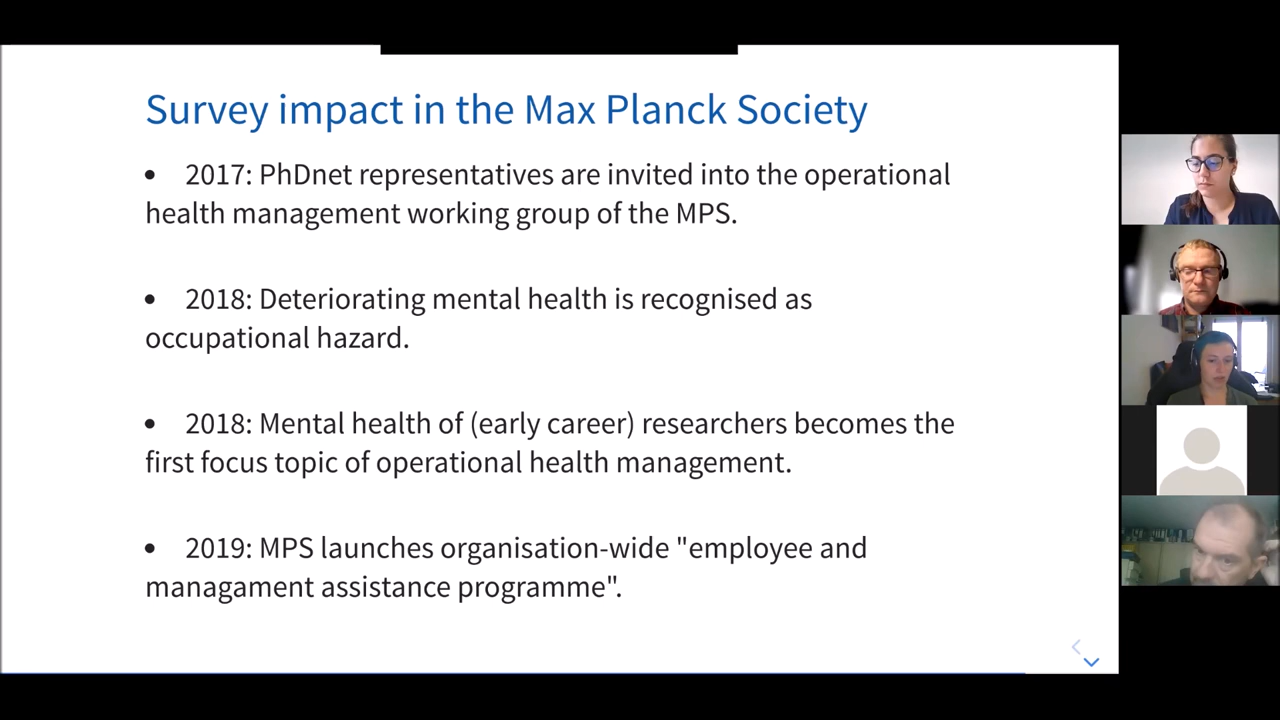 Survey impact in the Max Planck Society
• 2017: PhDnet representatives are invited into the operational
health management working group of the MPS.
• 2018: Deteriorating mental health is recognised as
occupational hazard.
• 2018: Mental health of (early career) researchers becomes the
first focus topic of operational health management.
• 2019: MPS launches organisation-wide "employee and
managament assistance programme".